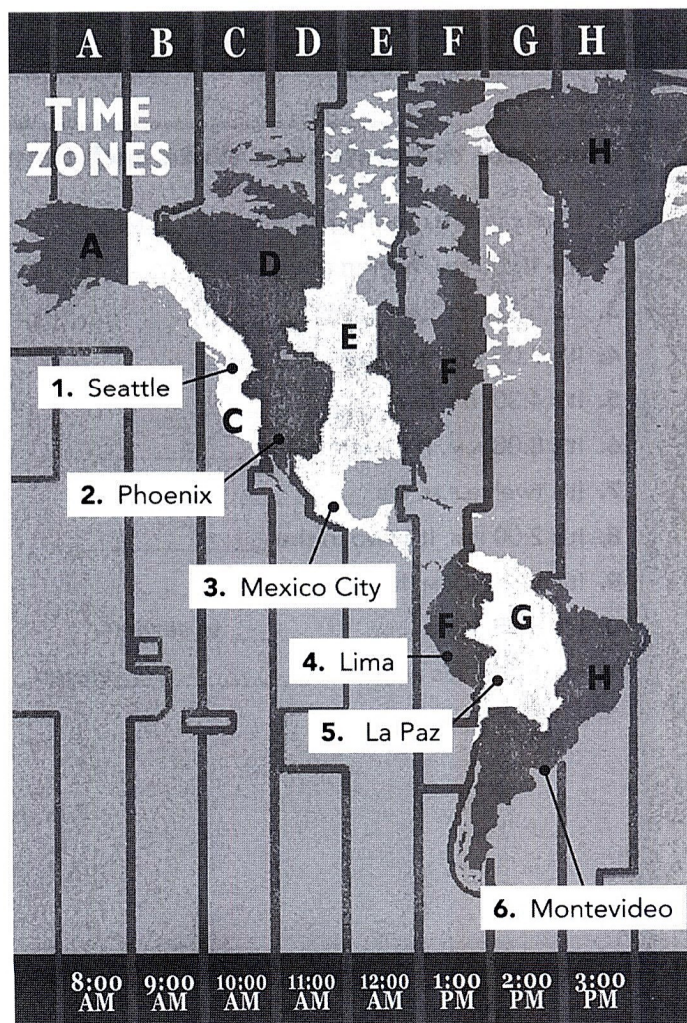 A B C D E F G H
TIME
ZONES
H
A
D
E
1. Seattle
F
C
2. Phoenix
3. Mexico City
G
F
4. Lima
H
5. La Paz
6. Montevideo
8:00 AM
9:00 AM
10:00 AM
11:00 AM
12:00 AM
1:00 PM
2:00 PM
3:00 PM